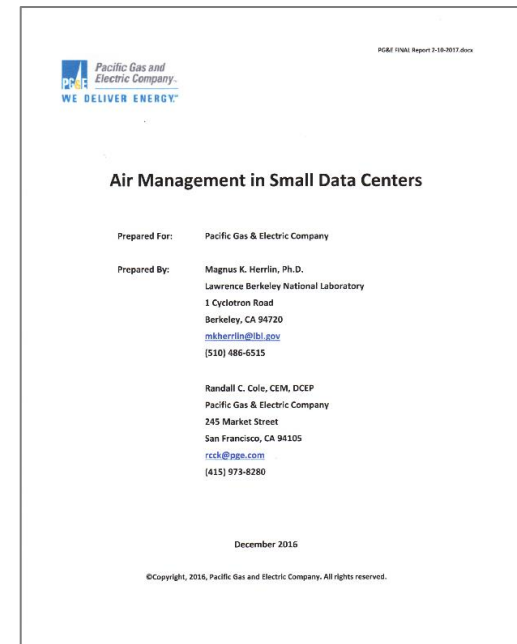 PG&E FINAL Report 2-10-2017.docx
Pacific Gas and
Electric Company.
PG&E
WE DELIVER ENERGY.™
Air Management in Small Data Centers
Prepared For: Pacific Gas & Electric Company
Prepared By: Magnus K. Herrlin, Ph.D.
Lawrence Berkeley National Laboratory
1 Cyclotron Road
Berkeley, CA 94720
mkherrlin@lbl.gov
(510) 486-6515
Randall C. Cole, CEM, DCEP
Pacific Gas & Electric Company
245 Market Street
San Francisco, CA 94105
rcck@pge.com
(415) 973-8280
December 2016
©Copyright, 2016, Pacific Gas and Electric Company. All rights reserved.